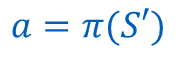 a = π(S′)